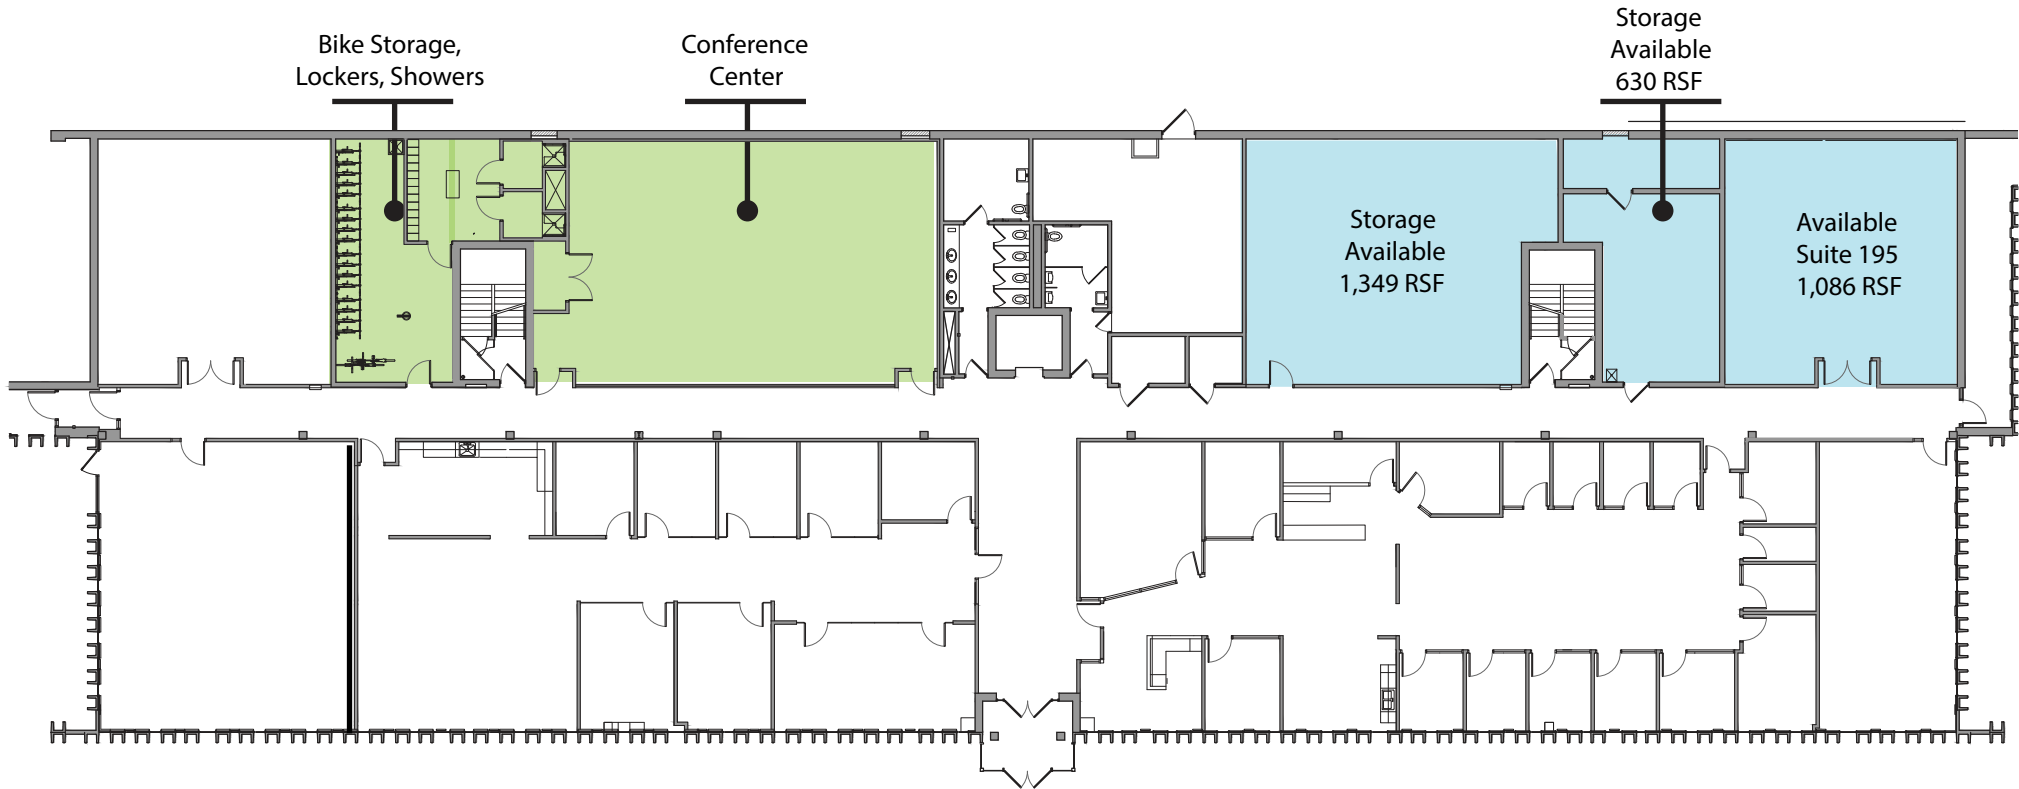 Bike Storage,
Lockers, Showers
Conference
Center
Storage
Available
630 RSF
Storage
Available
1,349 RSF
Available
Suite 195
1,086 RSF